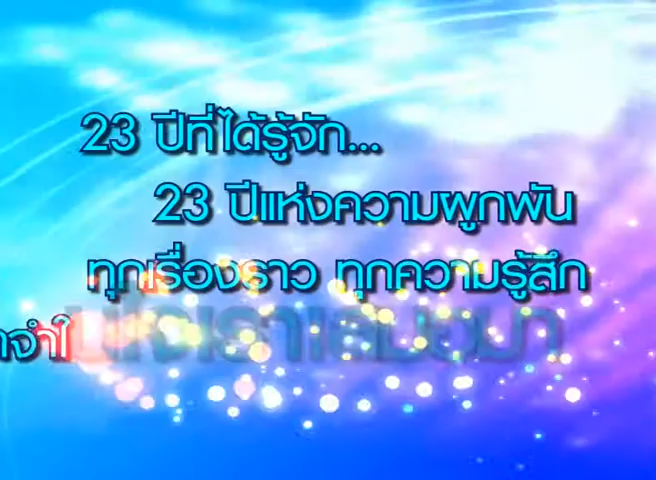 23 ปีที่ได้รู้จัก...
23 ปีแห่งความผูกพัน
ทุกเรื่องราว ทุกความรู้สึก